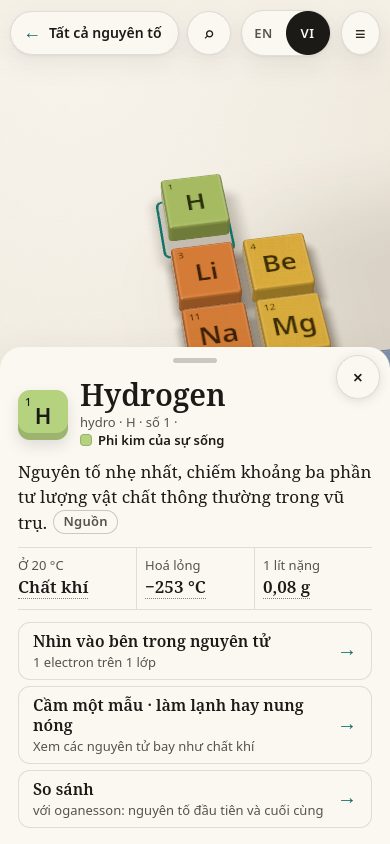 ← Tất cả nguyên tố
⌕
EN VI
≡
1
H
3
Li
4
Be
11
Na
12
Mg
×
1
H
Hydrogen
hydro · H · số 1 ·
Phi kim của sự sống
Nguyên tố nhẹ nhất, chiếm khoảng ba phần
tư lượng vật chất thông thường trong vũ
trụ. Nguồn
Ở 20 °C
Chất khí
Hoá lỏng
−253 °C
1 lít nặng
0,08 g
Nhìn vào bên trong nguyên tử
1 electron trên 1 lớp
→
Cầm một mẫu · làm lạnh hay nung
nóng
Xem các nguyên tử bay như chất khí
→
So sánh
với oganesson: nguyên tố đầu tiên và cuối cùng
→